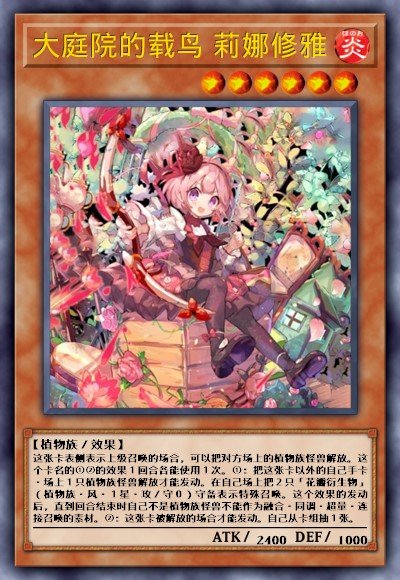 大庭院的载鸟 莉娜修雅
ほのお
炎
【植物族／效果】
这张卡表侧表示上级召唤的场合，可以把对方场上的植物族怪兽解放。这
个卡名的①②的效果1回合各能使用1次。①：把这张卡以外的自己手卡
·场上1只植物族怪兽解放才能发动。在自己场上把2只「花瓣衍生物」
（植物族·风·1星·攻／守0）守备表示特殊召唤。这个效果的发动
后，直到回合结束时自己不是植物族怪兽不能作为融合·同调·超量·连
接召唤的素材。②：这张卡被解放的场合才能发动。自己从卡组抽1张。
ATK／ 2400 DEF／ 1000